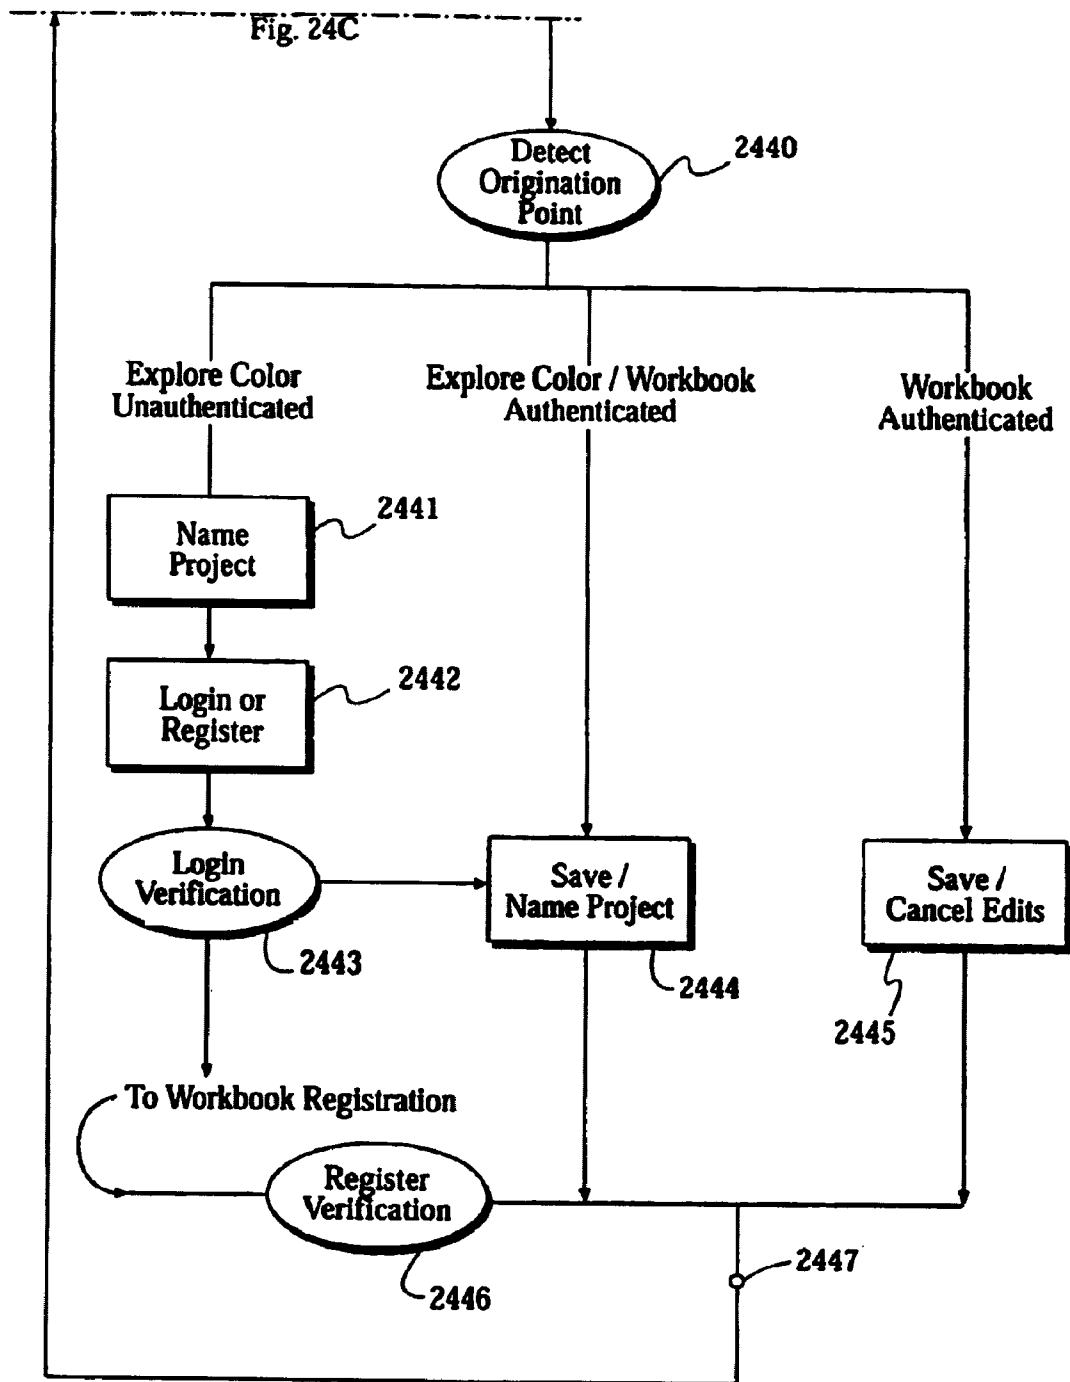 Fig. 24C
Detect
Origination
Point
2440
Explore Color
Unauthenticated
Explore Color / Workbook
Authenticated
Workbook
Authenticated
Name
Project
2441
Login or
Register
2442
Login
Verification
2443
Save /
Name Project
2444
Save /
Cancel Edits
2445
To Workbook Registration
Register
Verification
2446
2447